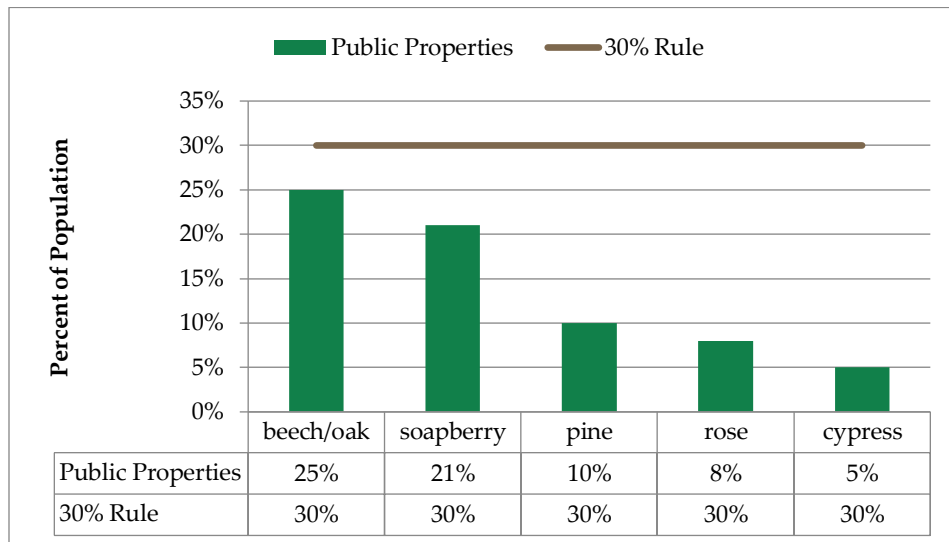 Public Properties 30% Rule
35%
30%
25%
20%
15%
10%
5%
0%
Percent of Population
beech/oak soapberry pine rose cypress
Public Properties 25% 21% 10% 8% 5%
30% Rule 30% 30% 30% 30% 30%